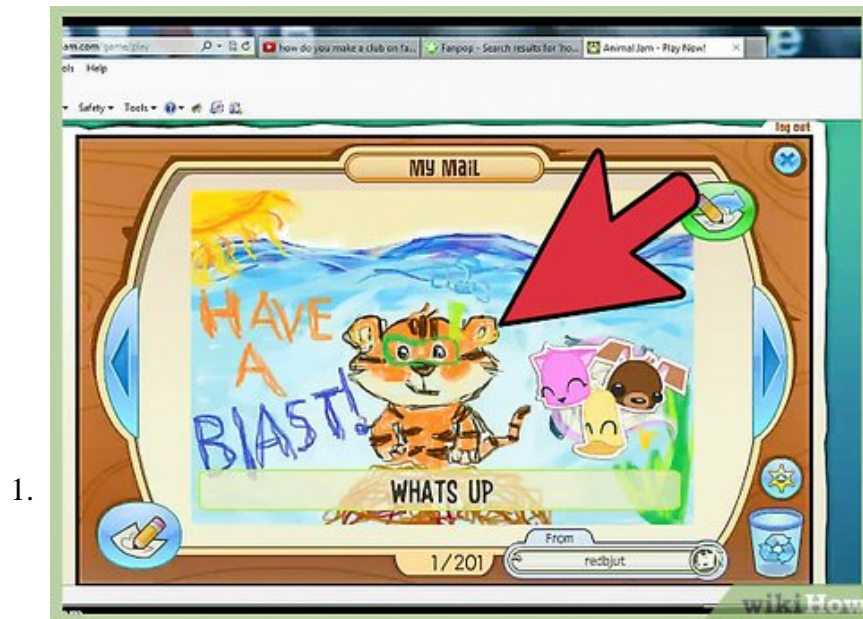 am.com/game/play
how do you make a club on fa...
Fanpop - Search results for 'ho...
Animal Jam - Play Now!
Help
Safety
Tools
log out
My Mail
HAVE
A
BLAST!
WHATS UP
1/201
From
redbjut
1.
wikiHow